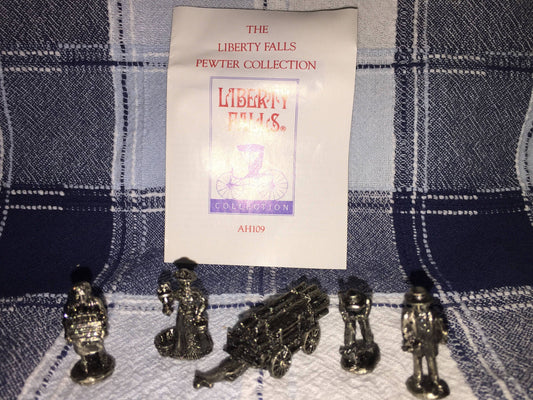 THE
LIBERTY FALLS
PEWTER COLLECTION
LIBERTY
FALLS®
COLLECTION
AH109